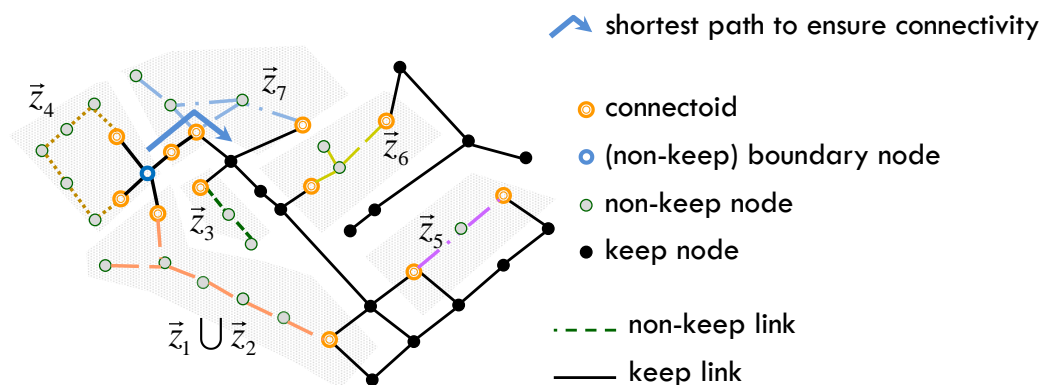 shortest path to ensure connectivity
connectoid
(non-keep) boundary node
non-keep node
keep node
non-keep link
keep link
z⃗₄
z⃗₇
z⃗₆
z⃗₃
z⃗₅
z⃗₁ ⋃ z⃗₂